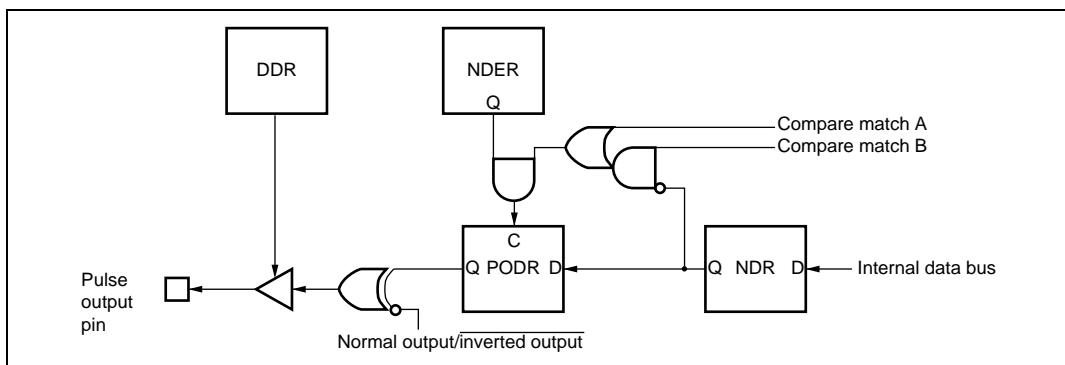 DDR
NDER
Q
Compare match A
Compare match B
C
Q PODR D
Q NDR D
Internal data bus
Pulse
output
pin
Normal output/inverted output